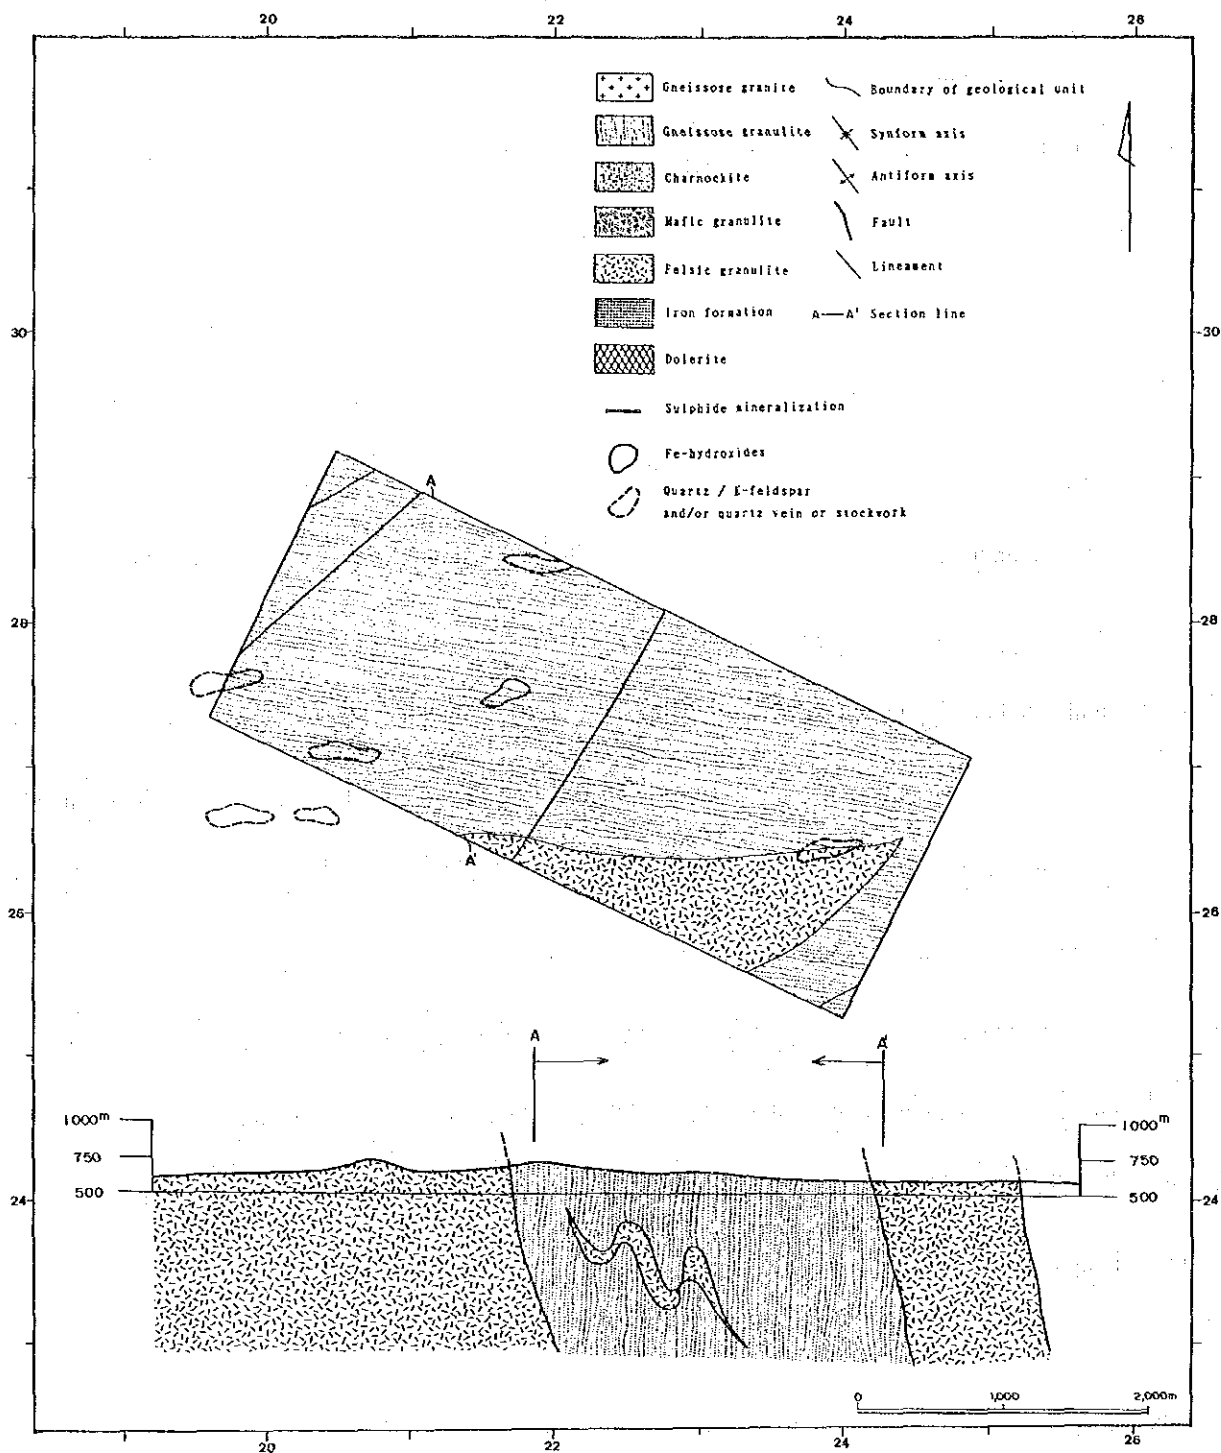 20 22 24 26
Gneissose granite
Gneissose granulite
Charnockite
Mafic granulite
Felsic granulite
Iron formation
Dolerite
Sulphide mineralization
Fe-hydroxides
Quartz / K-feldspar
and/or quartz vein or stockwork
Boundary of geological unit
Synform axis
Antiform axis
Fault
Lineament
A—A' Section line
30 30
A
28 28
A'
26 26
A A'
1000m 1000m
750 750
500 500
24 24
0 1,000 2,000m
20 22 24 26